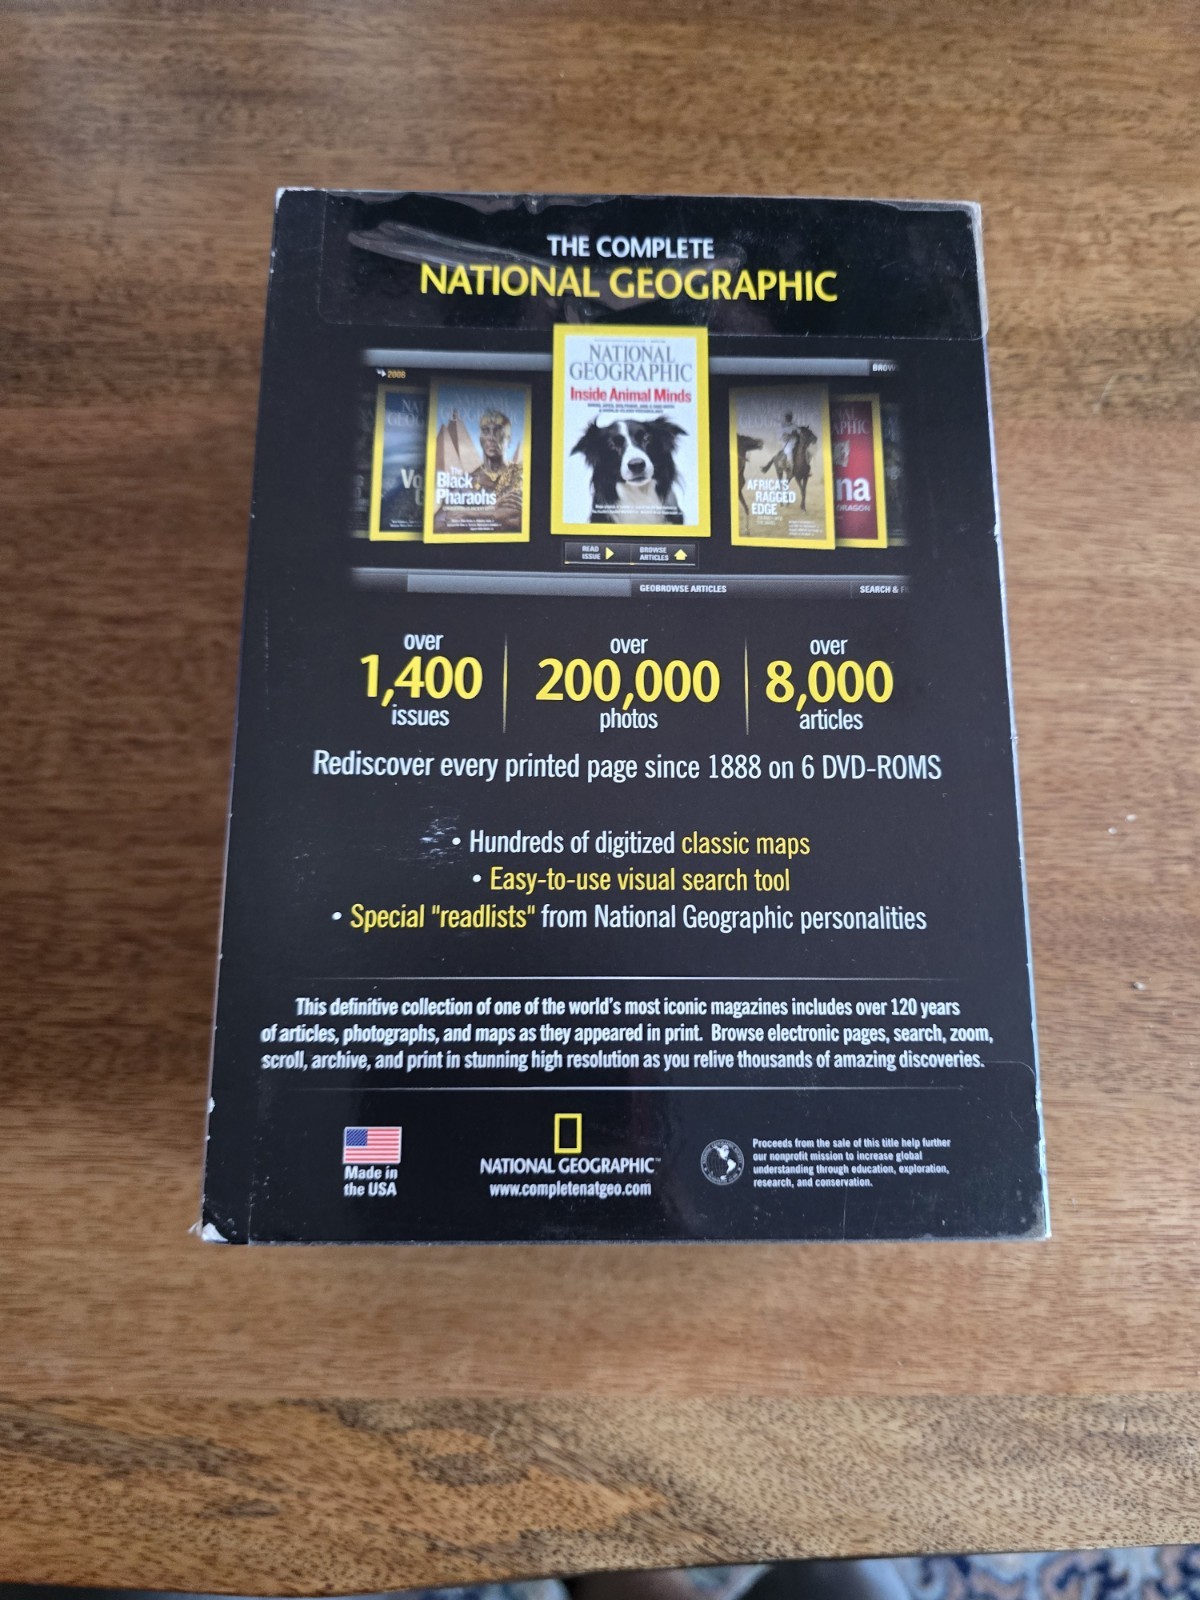 THE COMPLETE
NATIONAL GEOGRAPHIC
2008
BROW
NATIONAL
GEOGRAPHIC
Inside Animal Minds
The
Black
Pharaohs
AFRICA'S
RAGGED
EDGE
na
DRAGON
READ
ISSUE
BROWSE
ARTICLES
GEOBROWSE ARTICLES
SEARCH & F
over
1,400
issues
over
200,000
photos
over
8,000
articles
Rediscover every printed page since 1888 on 6 DVD-ROMS
• Hundreds of digitized classic maps
• Easy-to-use visual search tool
• Special "readlists" from National Geographic personalities
This definitive collection of one of the world's most iconic magazines includes over 120 years
of articles, photographs, and maps as they appeared in print. Browse electronic pages, search, zoom,
scroll, archive, and print in stunning high resolution as you relive thousands of amazing discoveries.
Made in
the USA
NATIONAL GEOGRAPHIC™
www.completenatgeo.com
Proceeds from the sale of this title help further
our nonprofit mission to increase global
understanding through education, exploration,
research, and conservation.